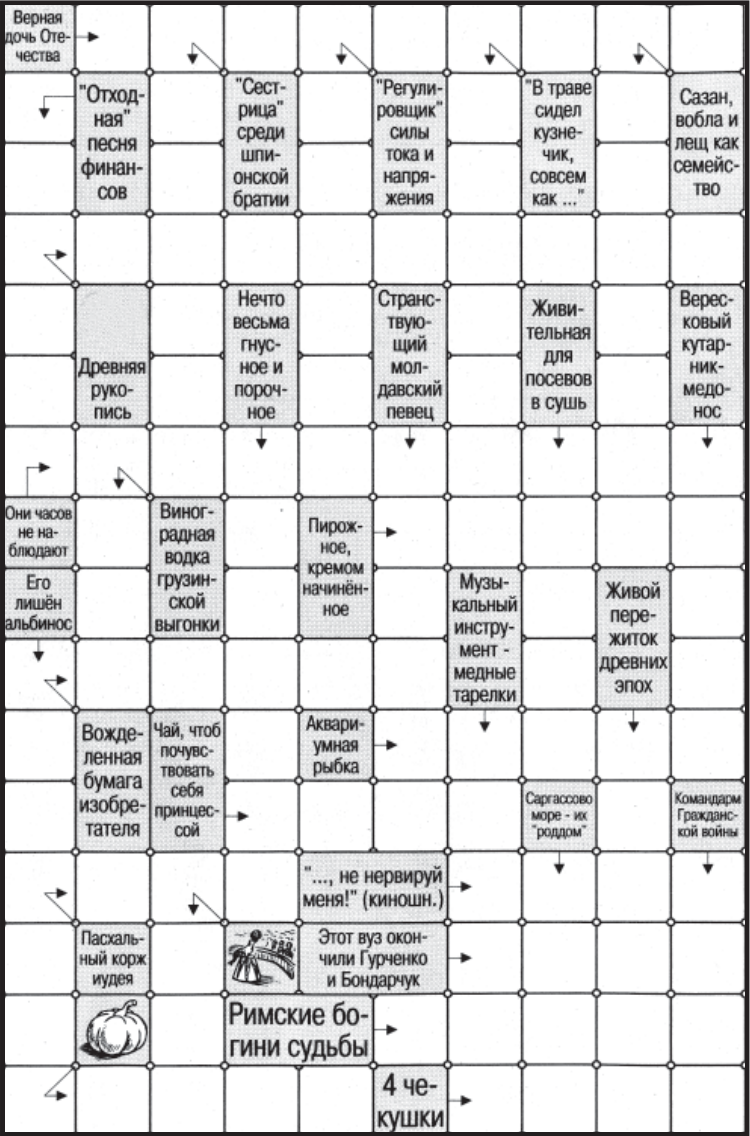 Верная
дочь Оте-
чества
"Отход-
ная"
песня
финан-
сов
"Сест-
рица"
среди
шпи-
онской
братии
"Регули-
ровщик"
силы
тока и
напря-
жения
"В траве
сидел
кузне-
чик,
совсем
как ..."
Сазан,
вобла и
лещ как
семейс-
тво
Древняя
руко-
пись
Нечто
весьма
гнус-
ное и
пороч-
ное
Странс-
твую-
щий
мол-
давский
певец
Живи-
тельная
для
посевов
в сушь
Верес-
ковый
кутар-
ник-
медо-
нос
Они часов
не на-
блюдают
Виног-
радная
водка
грузин-
ской
выгонки
Пирож-
ное,
кремом
начинён-
ное
Его
лишён
альбинос
Музы-
кальный
инстру-
мент -
медные
тарелки
Живой
пере-
житок
древних
эпох
Вожде-
ленная
бумага
изобре-
тателя
Чай, чтоб
почувс-
твовать
себя
принцес-
сой
Аквари-
умная
рыбка
Саргассово
море - их
"роддом"
Командарм
Гражданс-
кой войны
"..., не нервируй
меня!" (киношн.)
Пасхаль-
ный корж
иудея
Этот вуз окон-
чили Гурченко
и Бондарчук
Римские бо-
гини судьбы
4 че-
кушки